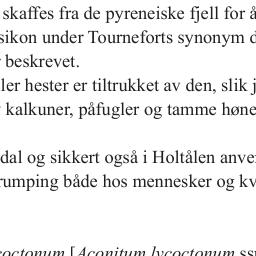 skaffes fra de pyreneiske fjell for å
sikon under Tourneforts synonym d
beskrevet.
ler hester er tiltrukket av den, slik j
kalkuner, påfugler og tamme høne
dal og sikkert også i Holtålen anve
rumping både hos mennesker og kv
octonum [Aconitum lycoctonum ss